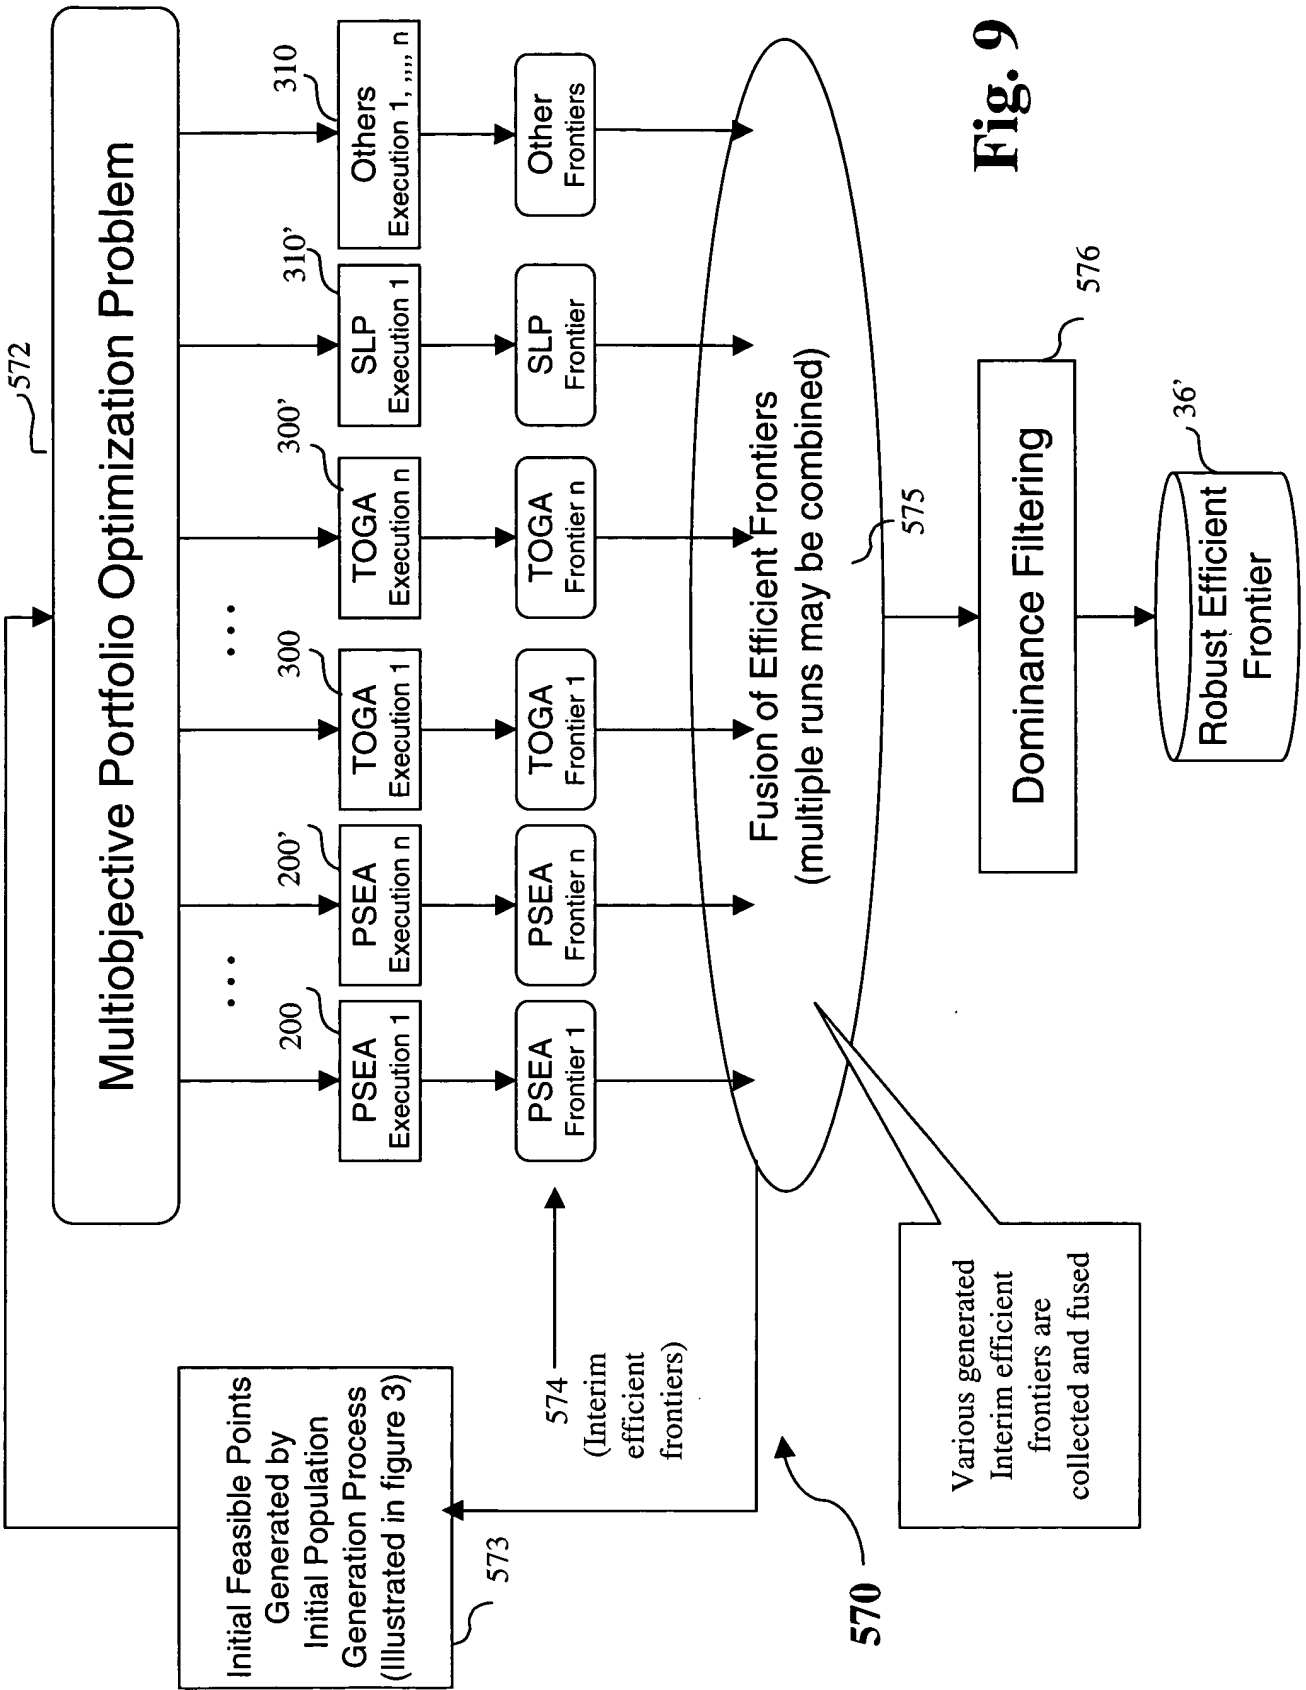 572
Multiobjective Portfolio Optimization Problem
Initial Feasible Points
Generated by
Initial Population
Generation Process
(Illustrated in figure 3)
573
...
...
200
200’
300
300’
310’
310
PSEA
Execution 1
PSEA
Execution n
TOGA
Execution 1
TOGA
Execution n
SLP
Execution 1
Others
Execution 1, ,,,, n
574
(Interim
efficient
frontiers)
PSEA
Frontier 1
PSEA
Frontier n
TOGA
Frontier 1
TOGA
Frontier n
SLP
Frontier
Other
Frontiers
Fusion of Efficient Frontiers
(multiple runs may be combined)
575
570
Various generated
Interim efficient
frontiers are
collected and fused
Dominance Filtering
576
Robust Efficient
Frontier
36’
Fig. 9